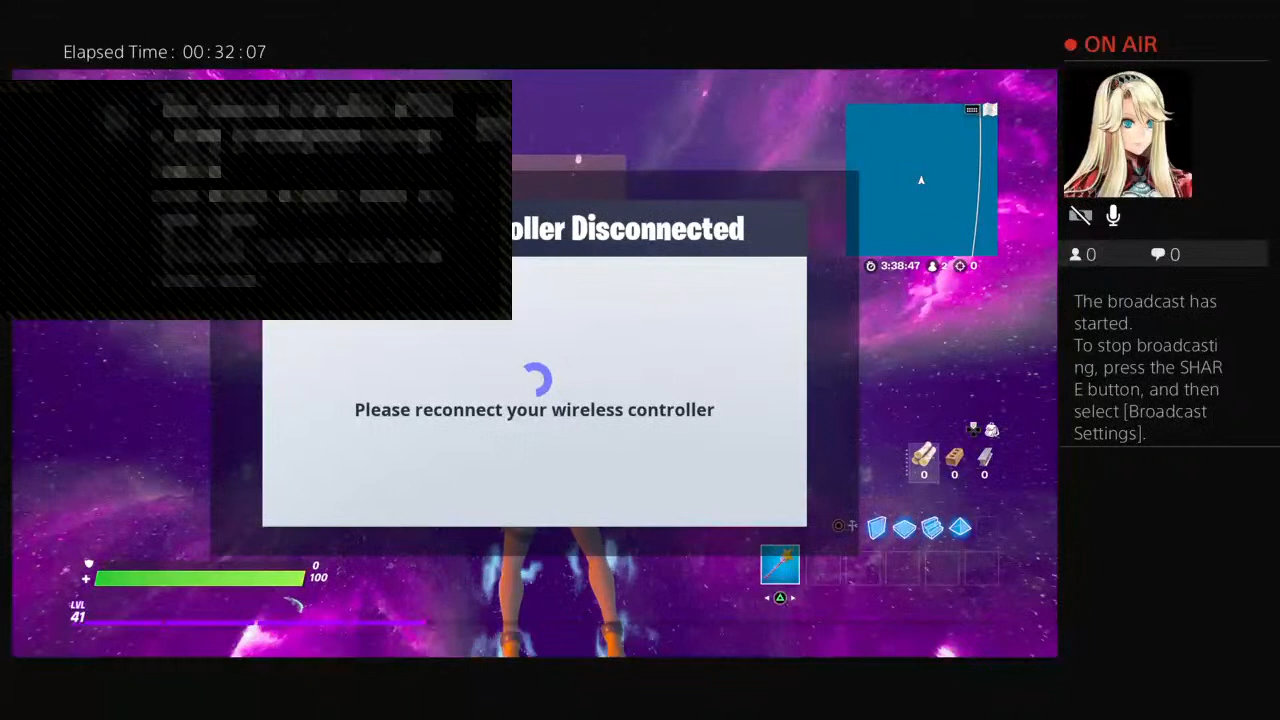 Elapsed Time: 00:32:07
ON AIR
oller Disconnected
3:38:47 2 0
0 0
The broadcast has
started.
To stop broadcasti
ng, press the SHAR
E button, and then
select [Broadcast
Settings].
Please reconnect your wireless controller
0 0 0
0
100
LVL
41